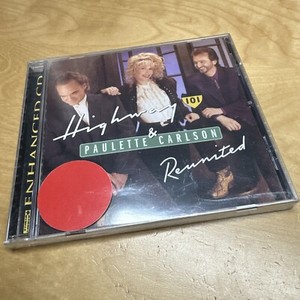 Highway 101
&
PAULETTE CARLSON
Reunited
ENHANCED CD